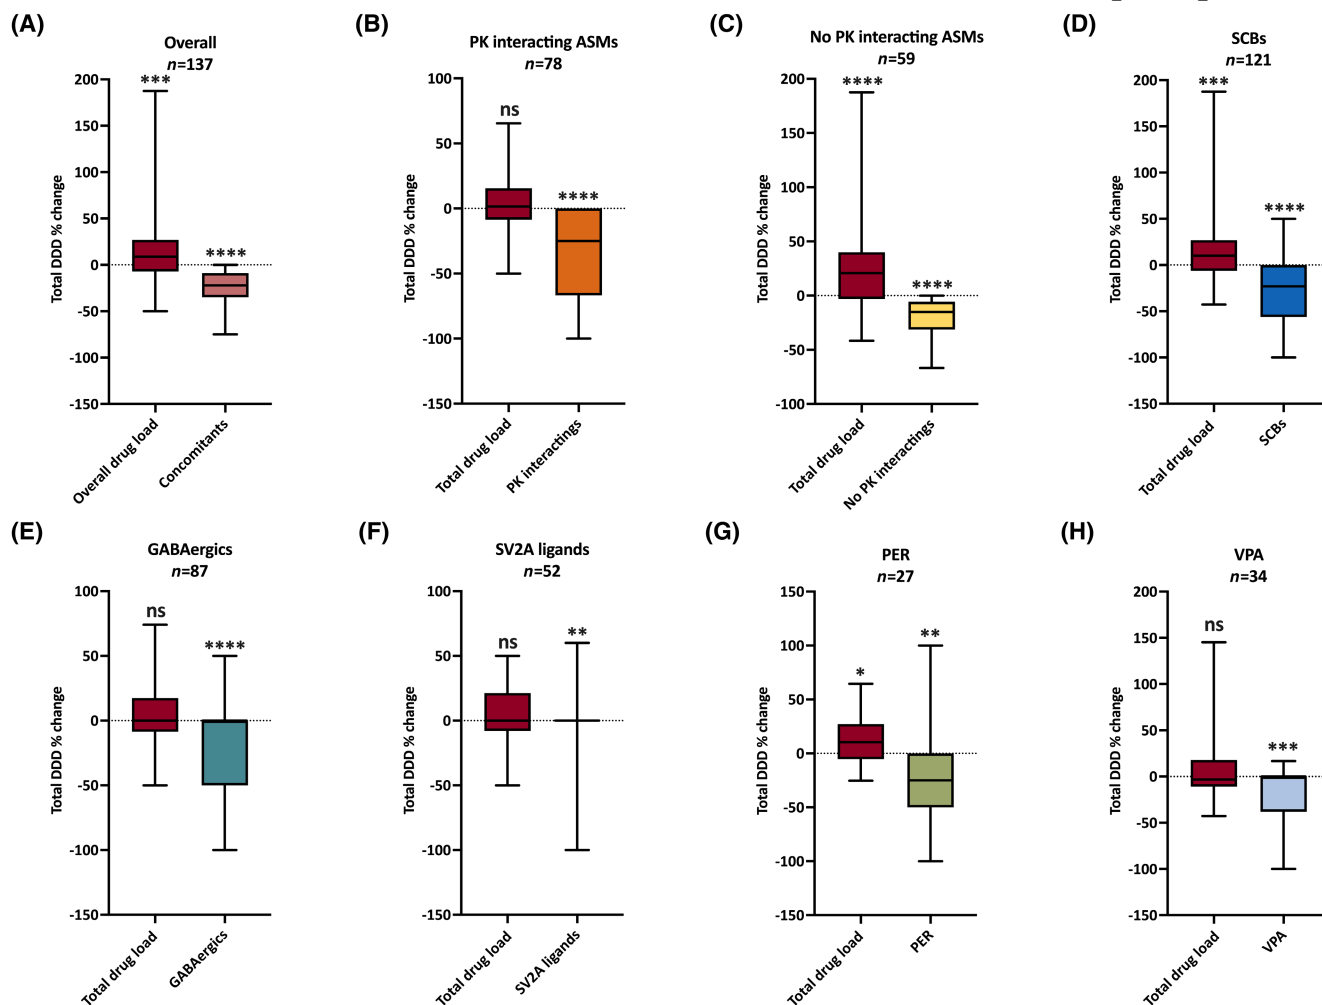 (A)
Overall
n=137
Total DDD % change
200
150
100
50
0
-50
-100
-150
***
****
Overall drug load
Concomitants
(B)
PK interacting ASMs
n=78
Total DDD % change
100
50
0
-50
-100
-150
ns
****
Total drug load
PK interactings
(C)
No PK interacting ASMs
n=59
Total DDD % change
200
150
100
50
0
-50
-100
****
****
Total drug load
No PK interactings
(D)
SCBs
n=121
Total DDD % change
200
150
100
50
0
-50
-100
-150
***
****
Total drug load
SCBs
(E)
GABAergics
n=87
Total DDD % change
100
50
0
-50
-100
-150
ns
****
Total drug load
GABAergics
(F)
SV2A ligands
n=52
Total DDD % change
100
50
0
-50
-100
-150
ns
**
Total drug load
SV2A ligands
(G)
PER
n=27
Total DDD % change
150
100
50
0
-50
-100
-150
*
**
Total drug load
PER
(H)
VPA
n=34
Total DDD % change
200
150
100
50
0
-50
-100
-150
ns
***
Total drug load
VPA